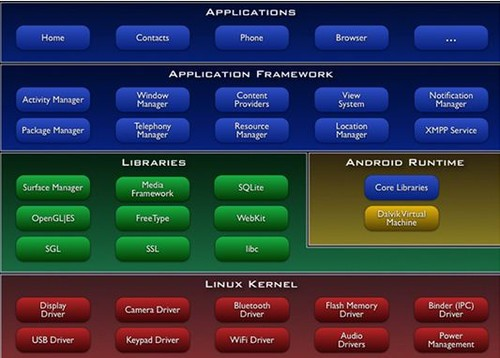 APPLICATIONS
Home
Contacts
Phone
Browser
...
APPLICATION FRAMEWORK
Activity Manager
Window
Manager
Content
Providers
View
System
Notification
Manager
Package Manager
Telephony
Manager
Resource
Manager
Location
Manager
XMPP Service
LIBRARIES
Surface Manager
Media
Framework
SQLite
OpenGL|ES
FreeType
WebKit
SGL
SSL
libc
ANDROID RUNTIME
Core Libraries
Dalvik Virtual
Machine
LINUX KERNEL
Display
Driver
Camera Driver
Bluetooth
Driver
Flash Memory
Driver
Binder (IPC)
Driver
USB Driver
Keypad Driver
WiFi Driver
Audio
Drivers
Power
Management